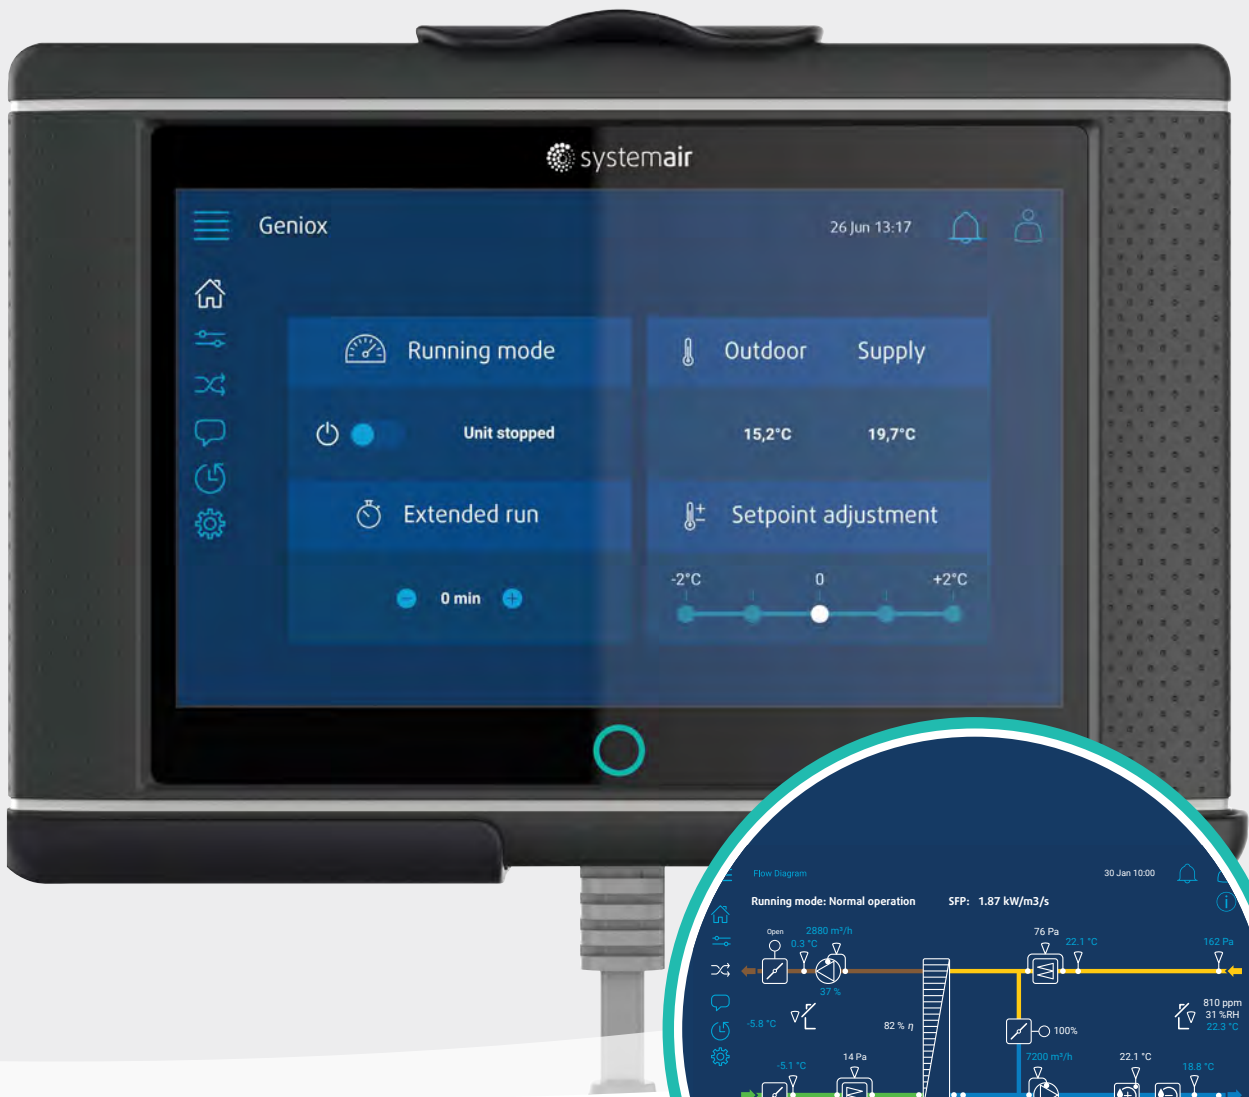 systemair
Geniox
26 Jun 13:17
Running mode
Outdoor Supply
Unit stopped
15,2°C 19,7°C
Extended run
Setpoint adjustment
-2°C 0 +2°C
0 min
Flow Diagram
30 Jan 10:00
Running mode: Normal operation SFP: 1.87 kW/m3/s
Open
2880 m³/h
0.3 °C
76 Pa
22.1 °C
162 Pa
37 %
-5.8 °C
82 % η
100%
810 ppm
31 %RH
22.3 °C
-5.1 °C
14 Pa
7200 m³/h
22.1 °C
18.8 °C